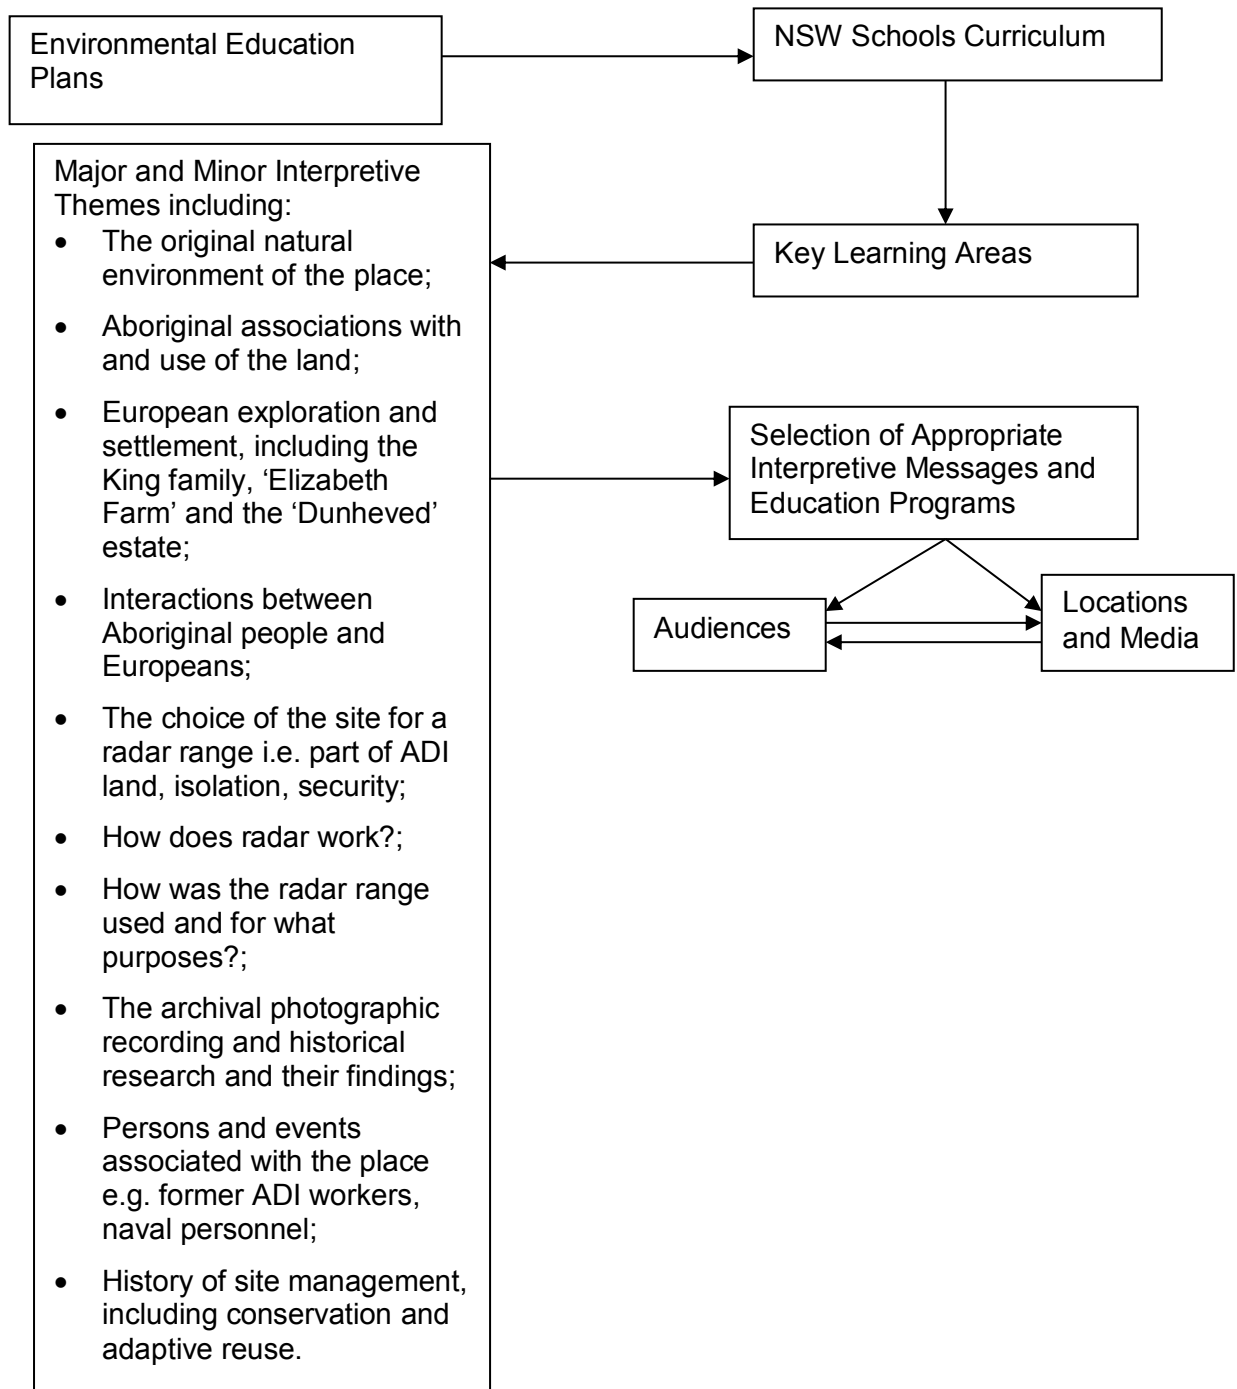 Environmental Education
Plans
NSW Schools Curriculum
Key Learning Areas
Major and Minor Interpretive
Themes including:
• The original natural
environment of the place;
• Aboriginal associations with
and use of the land;
• European exploration and
settlement, including the
King family, ‘Elizabeth
Farm’ and the ‘Dunheved’
estate;
• Interactions between
Aboriginal people and
Europeans;
• The choice of the site for a
radar range i.e. part of ADI
land, isolation, security;
• How does radar work?;
• How was the radar range
used and for what
purposes?;
• The archival photographic
recording and historical
research and their findings;
• Persons and events
associated with the place
e.g. former ADI workers,
naval personnel;
• History of site management,
including conservation and
adaptive reuse.
Selection of Appropriate
Interpretive Messages and
Education Programs
Audiences
Locations
and Media